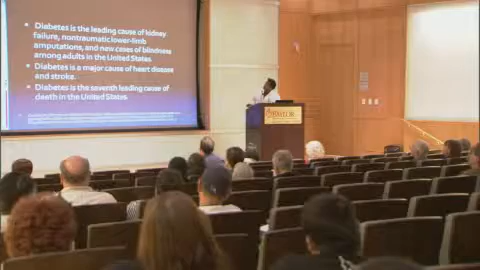 Diabetes is the leading cause of kidney
failure, nontraumatic lower-limb
amputations, and new cases of blindness
among adults in the United States.
Diabetes is a major cause of heart disease
and stroke.
Diabetes is the seventh leading cause of
death in the United States.